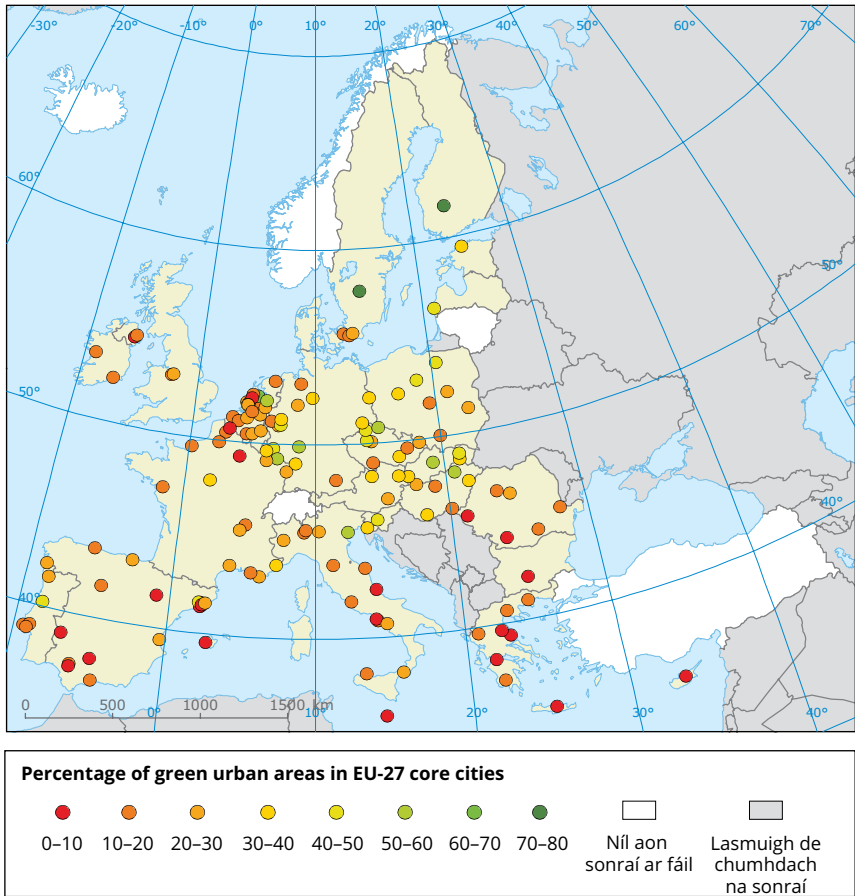 -30° -20° -10° 0° 10° 20° 30° 40° 50° 60° 70°
60°
50°
50°
40°
40°
0 500 1000 1500 km
0° 10° 20° 30° 40°
Percentage of green urban areas in EU-27 core cities
0–10 10–20 20–30 30–40 40–50 50–60 60–70 70–80
Níl aon
sonraí ar fáil
Lasmuigh de
chumhdach
na sonraí